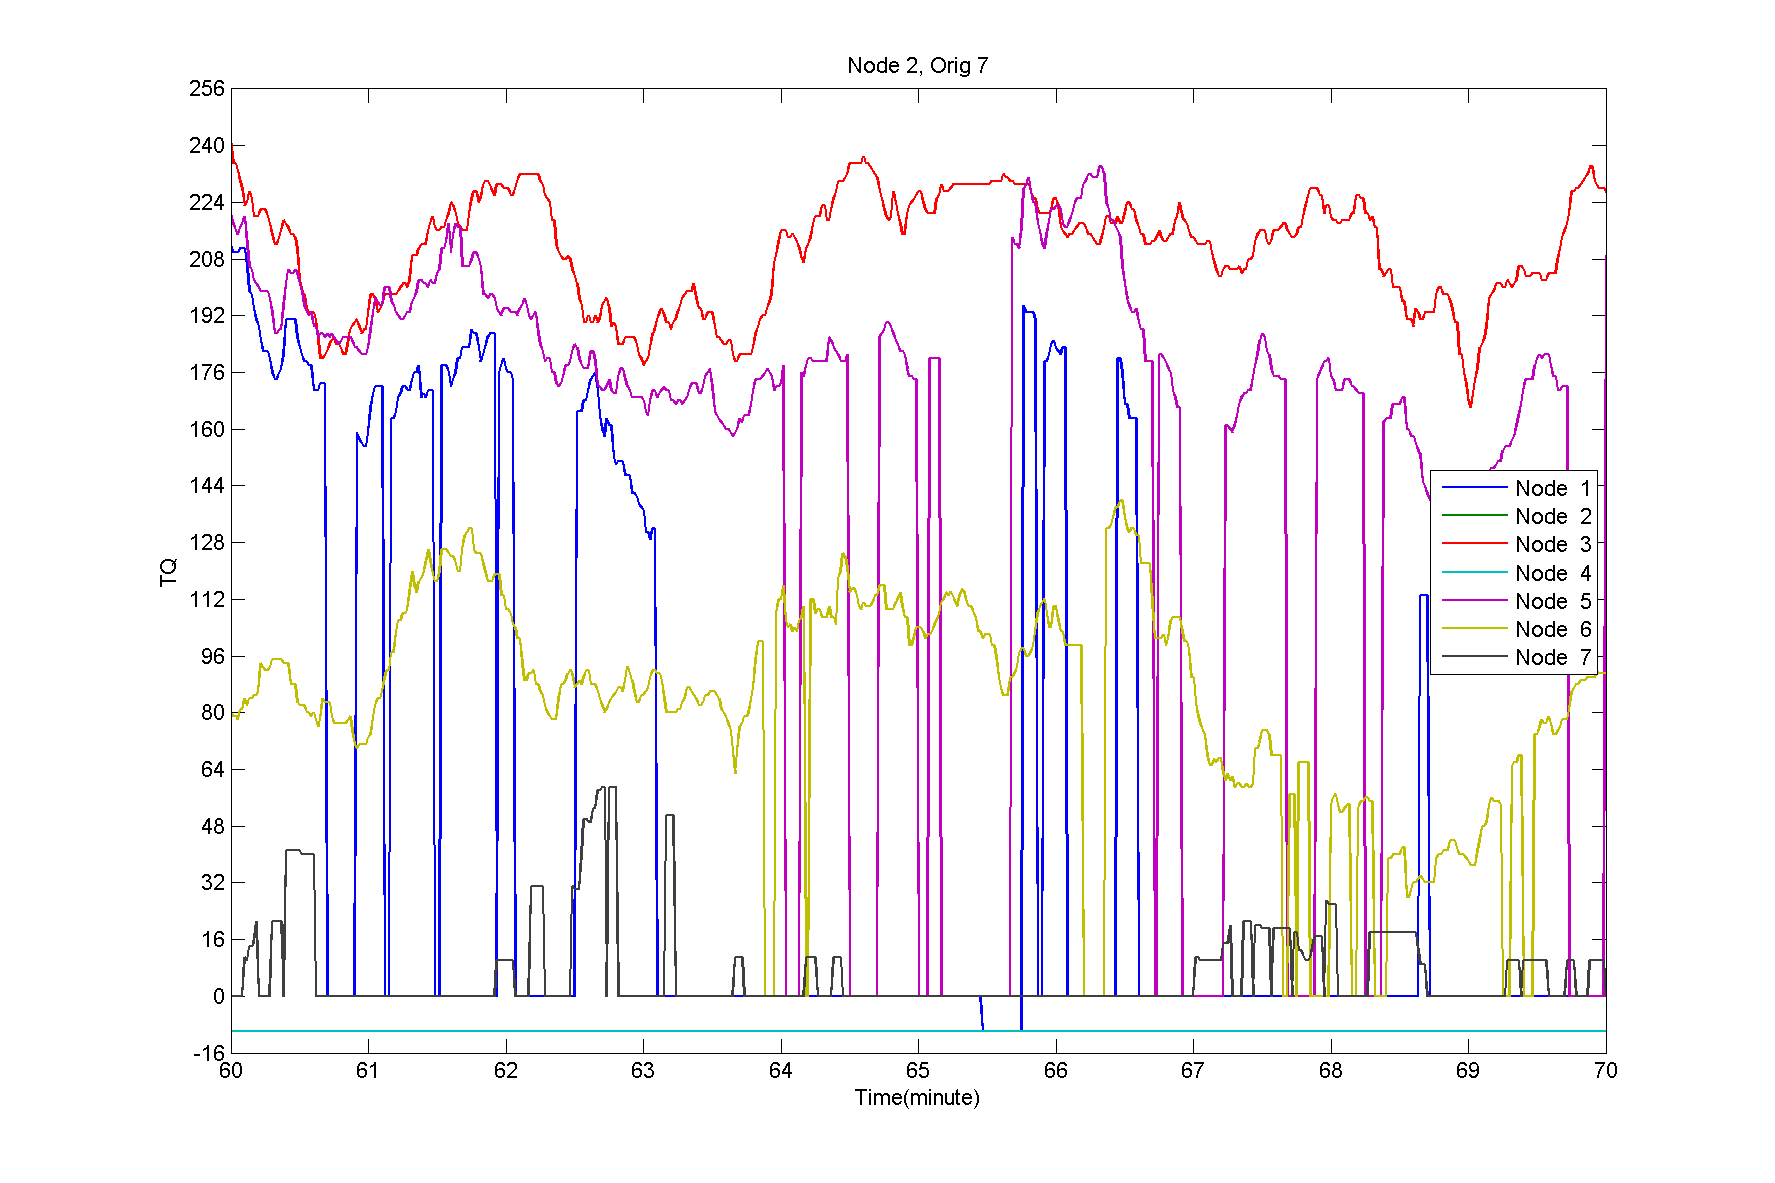 Node 2, Orig 7
256
240
224
208
192
176
160
144
128
112
96
80
64
48
32
16
0
-16
TQ
Node 1
Node 2
Node 3
Node 4
Node 5
Node 6
Node 7
60 61 62 63 64 65 66 67 68 69 70
Time(minute)